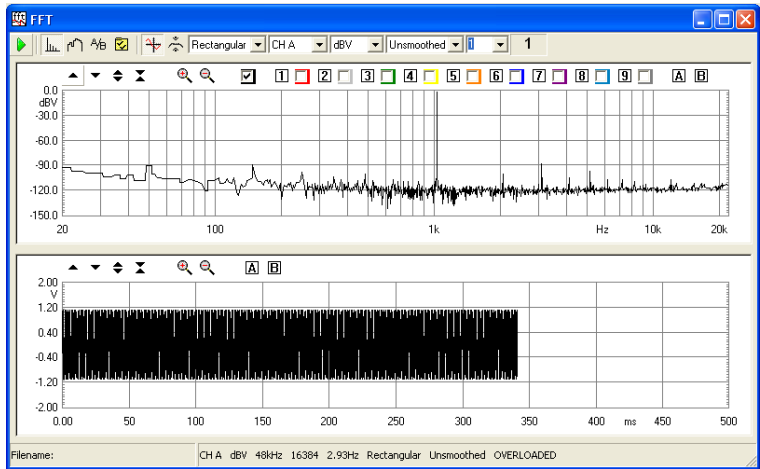 FFT
A/B Rectangular CH A dBV Unsmoothed 1 1
1 2 3 4 5 6 7 8 9 A B
0.0
dBV
-30.0
-60.0
-90.0
-120.0
-150.0
20 100 1k Hz 10k 20k
A B
2.00
V
1.20
0.40
-0.40
-1.20
-2.00
0.00 50 100 150 200 250 300 350 400 ms 450 500
Filename: CH A dBV 48kHz 16384 2.93Hz Rectangular Unsmoothed OVERLOADED